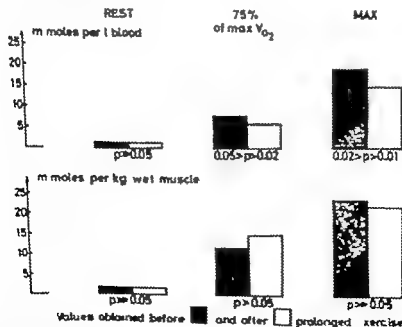 REST 75% MAX
of max V̇O₂
m moles per l blood
25
20
15
10
5
p>0.05 0.05>p>0.02 0.02>p>0.01
m moles per kg wet muscle
25
20
15
10
5
p>0.05 p>0.05 p>0.05
Values obtained before and after prolonged xercise